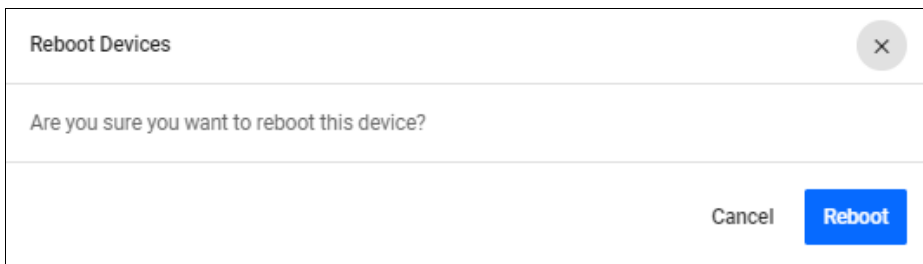 Reboot Devices
Are you sure you want to reboot this device?
Cancel Reboot